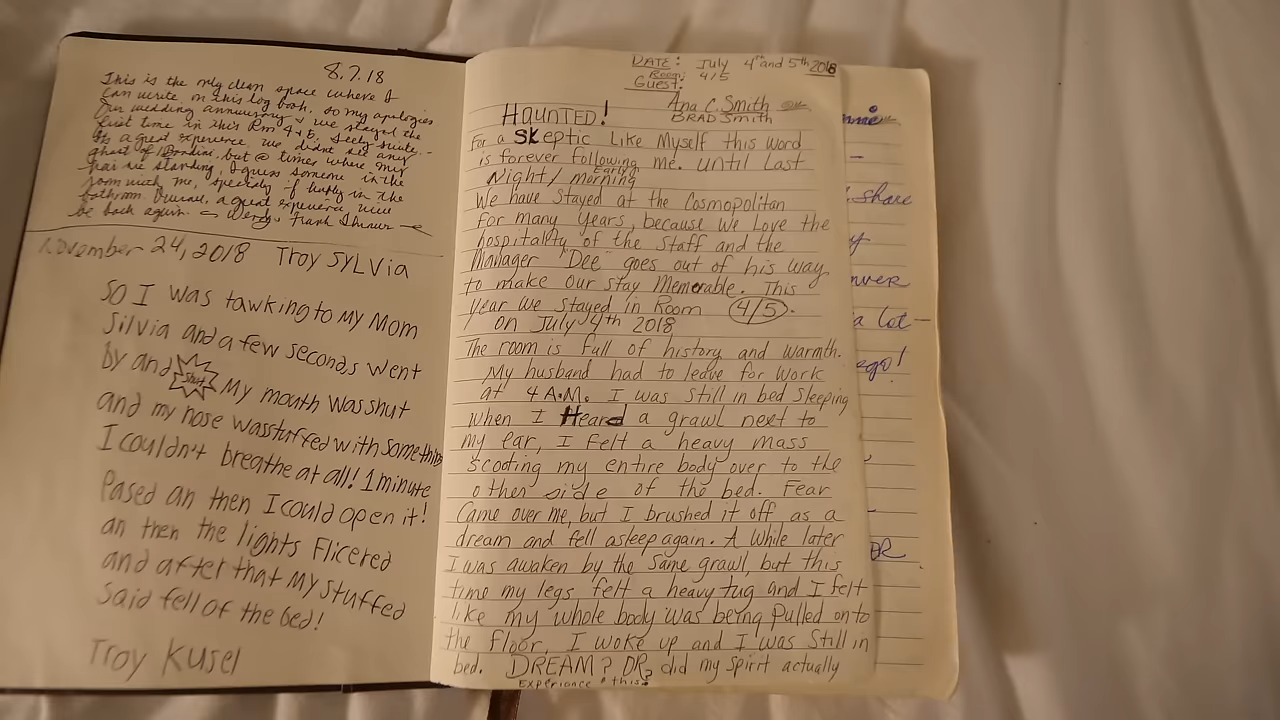 8.7.18
This is the only clean space where I
can write on this log book, so my apologies
Our wedding anniversary & we stayed the
first time in this Rm 4+5, Seely suite.
Its a great experience we didnt see any
ghost of Blondini, but @ times where my
hair are standing, I guess someone in the
room with me, specially if Im in the
bathroom. Overall, a great experience we'll
be back again.
November 24, 2018 Troy SYLVia
So I was tawking to my Mom
Silvia and a few seconds went
by and Shut My mouth was shut
and my nose was stuffed with something
I couldn't breathe at all! 1 minute
Pased an then I could open it!
an then the lights Flicered
and after that my stuffed
said fell of the bed!
Troy Kusel
DATE: July 4th and 5th 2018
Room: 4/5
Guest:
Ana C. Smith
BRAD Smith
HAUNTED!
For a SKeptic Like Myself this word
is forever following me. Until Last
Night/Early morning
We have Stayed at the Cosmopolitan
For many years, because We Love the
hospitality of the Staff and the
Manager "Dee" goes out of his way
to make our stay Memorable. This
year we Stayed in Room 4/5.
on July 4th 2018
The room is full of history and warmth.
My husband had to leave for Work
at 4 A.M. I was still in bed sleeping
when I Heard a grawl next to
my ear, I felt a heavy mass
scooting my entire body over to the
other side of the bed. Fear
Came over me, but I brushed it off as a
dream and fell asleep again. A while later
I was awaken by the same grawl, but this
time my legs felt a heavy tug and I felt
like my whole body was being Pulled onto
the floor, I woke up and I was Still in
bed. DREAM? OR? did my spirit actually
Experience this?
share
nver
a lot
ago!
OR